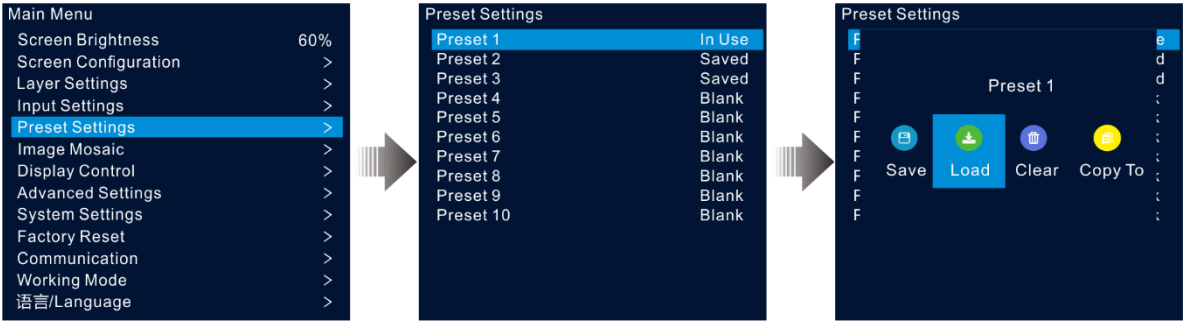 Main Menu
Screen Brightness 60%
Screen Configuration >
Layer Settings >
Input Settings >
Preset Settings >
Image Mosaic >
Display Control >
Advanced Settings >
System Settings >
Factory Reset >
Communication >
Working Mode >
语言/Language >
Preset Settings
Preset 1 In Use
Preset 2 Saved
Preset 3 Saved
Preset 4 Blank
Preset 5 Blank
Preset 6 Blank
Preset 7 Blank
Preset 8 Blank
Preset 9 Blank
Preset 10 Blank
Preset Settings
Preset 1
Save Load Clear Copy To